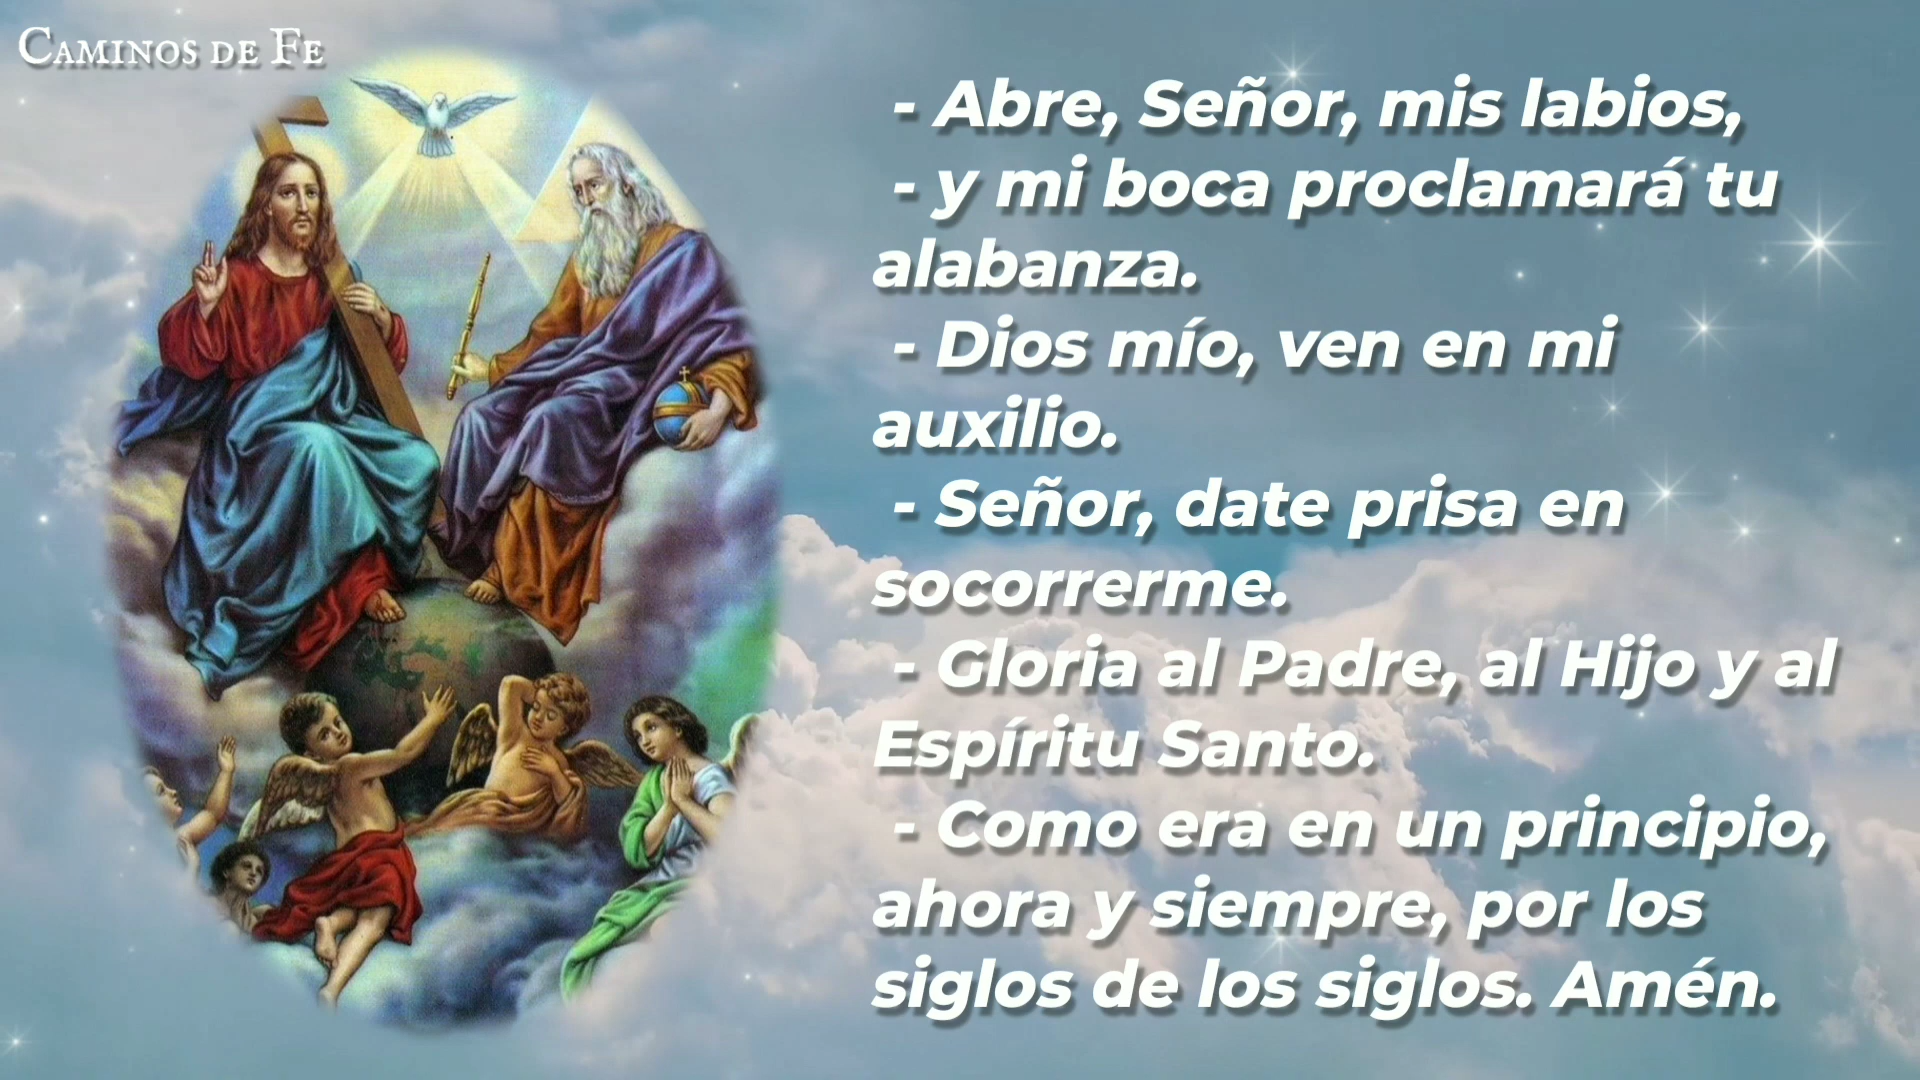 Caminos de Fe
- Abre, Señor, mis labios,
- y mi boca proclamará tu
alabanza.
- Dios mío, ven en mi
auxilio.
- Señor, date prisa en
socorrerme.
- Gloria al Padre, al Hijo y al
Espíritu Santo.
- Como era en un principio,
ahora y siempre, por los
siglos de los siglos. Amén.